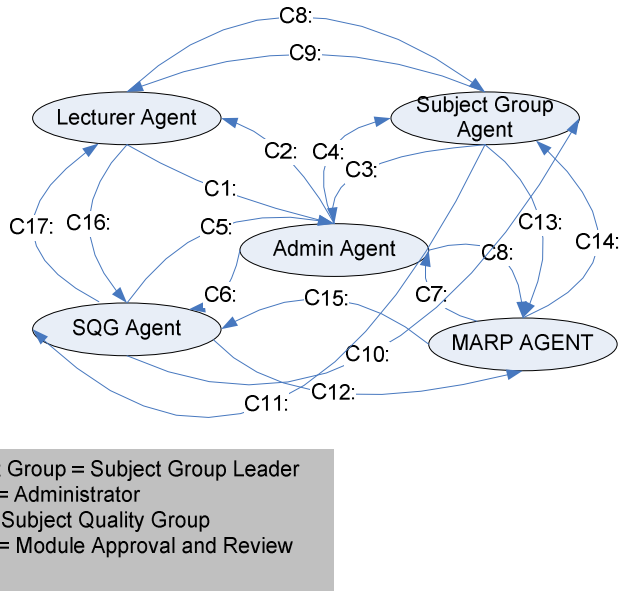 C8:
C9:
Lecturer Agent
Subject Group
Agent
C2:
C4:
C3:
C1:
C17:
C16:
C5:
C13:
C14:
Admin Agent
C8:
C6:
C15:
C7:
SQG Agent
MARP AGENT
C10:
C12:
C11:
Group = Subject Group Leader
= Administrator
Subject Quality Group
= Module Approval and Review